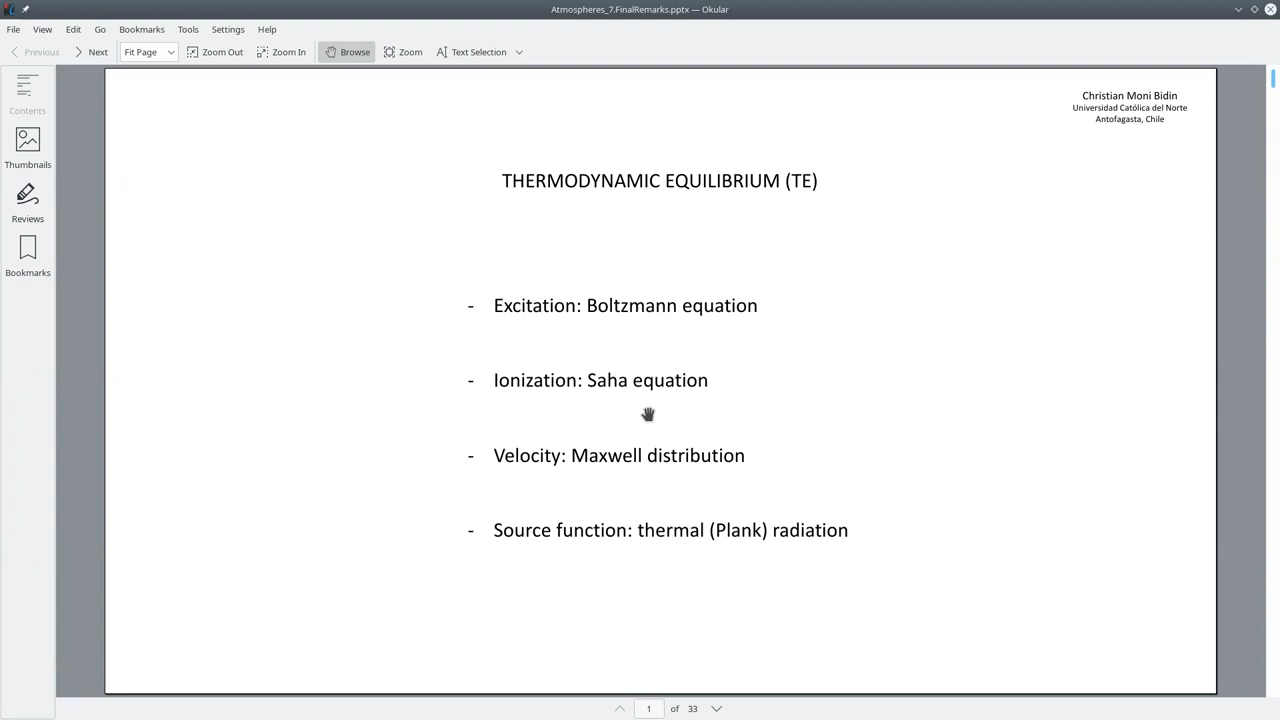 Atmospheres_7.FinalRemarks.pptx — Okular
File View Edit Go Bookmarks Tools Settings Help
Previous Next Fit Page Zoom Out Zoom In Browse Zoom Text Selection
Contents
Thumbnails
Reviews
Bookmarks
Christian Moni Bidin
Universidad Católica del Norte
Antofagasta, Chile
THERMODYNAMIC EQUILIBRIUM (TE)
- Excitation: Boltzmann equation
- Ionization: Saha equation
- Velocity: Maxwell distribution
- Source function: thermal (Plank) radiation
1 of 33